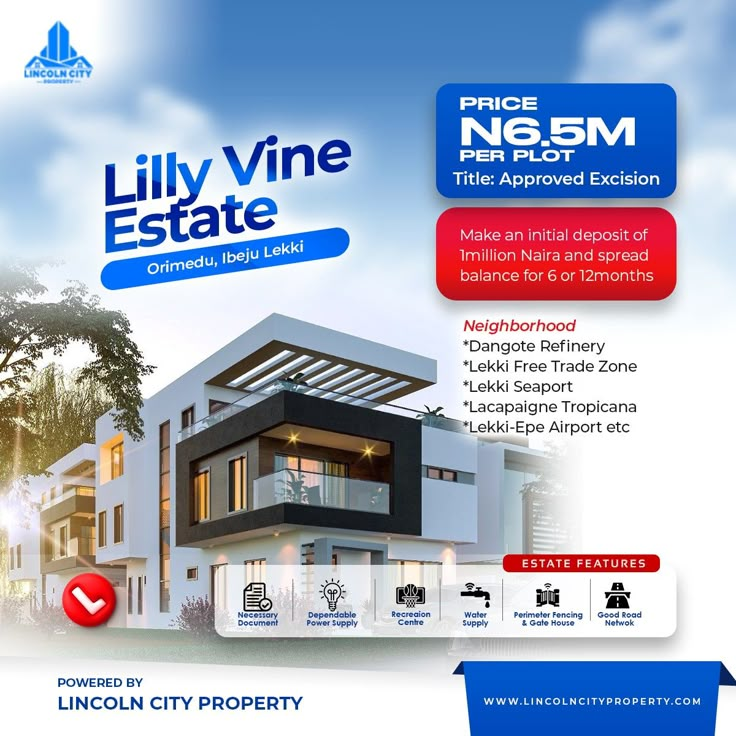 LINCOLN CITY
PROPERTY
Lilly Vine
Estate
Orimedu, Ibeju Lekki
PRICE
N6.5M
PER PLOT
Title: Approved Excision
Make an initial deposit of
1million Naira and spread
balance for 6 or 12months
Neighborhood
*Dangote Refinery
*Lekki Free Trade Zone
*Lekki Seaport
*Lacapaigne Tropicana
*Lekki-Epe Airport etc
ESTATE FEATURES
Necessary
Document
Dependable
Power Supply
Recreaion
Centre
Water
Supply
Perimeter Fencing
& Gate House
Good Road
Netwok
POWERED BY
LINCOLN CITY PROPERTY
WWW.LINCOLNCITYPROPERTY.COM